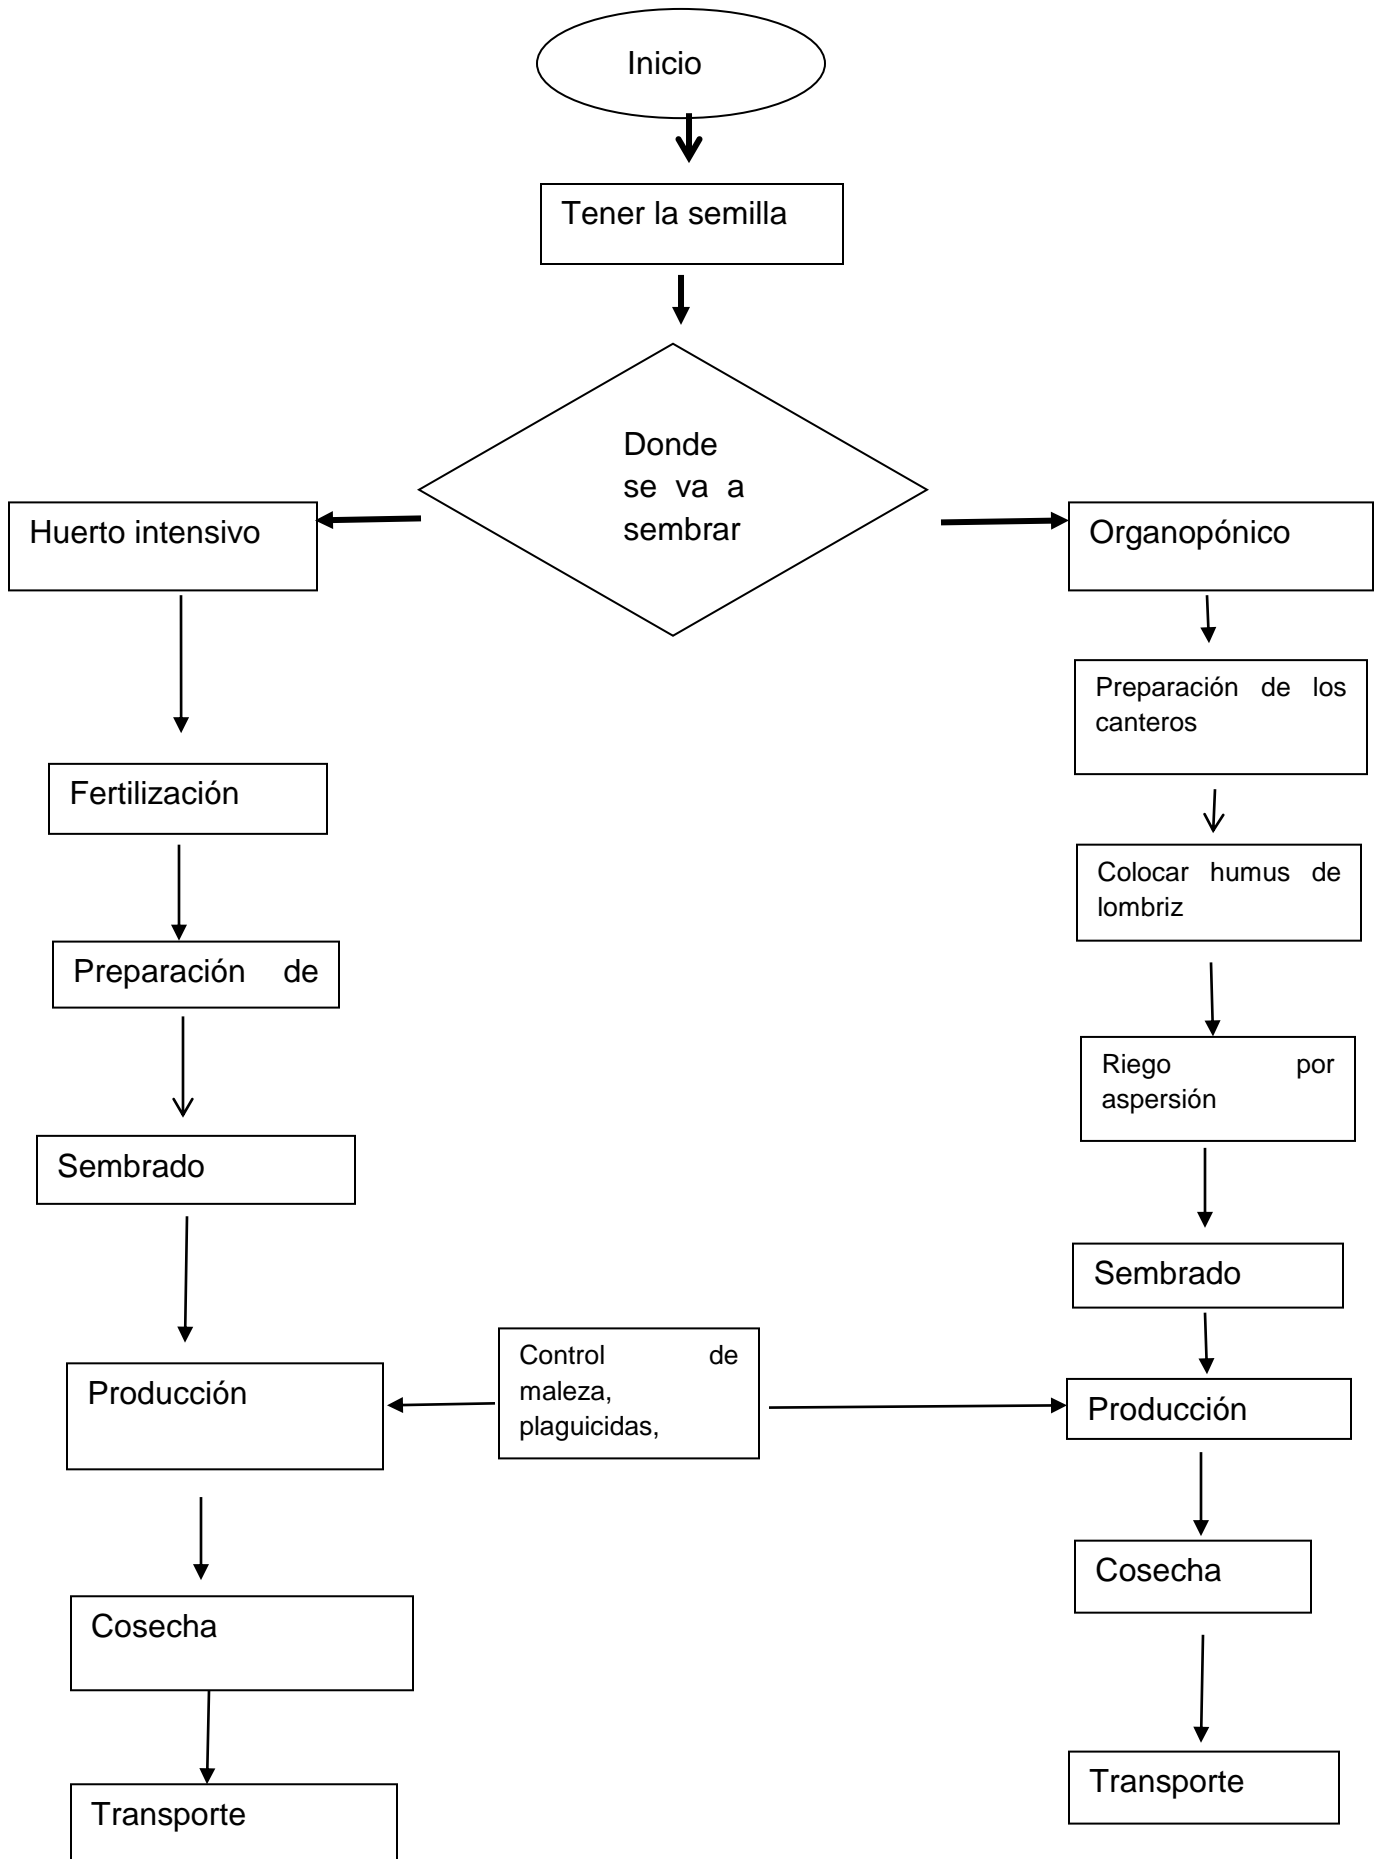 Inicio
Tener la semilla
Donde
se va a
sembrar
Huerto intensivo
Organopónico
Preparación de los
canteros
Fertilización
Colocar humus de
lombriz
Preparación de
Riego por
aspersión
Sembrado
Sembrado
Control de
maleza,
plaguicidas,
Producción
Producción
Cosecha
Cosecha
Transporte
Transporte